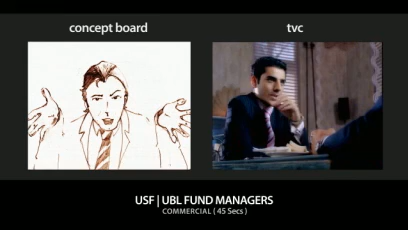 concept board
tvc
USF | UBL FUND MANAGERS
COMMERCIAL ( 45 Secs )